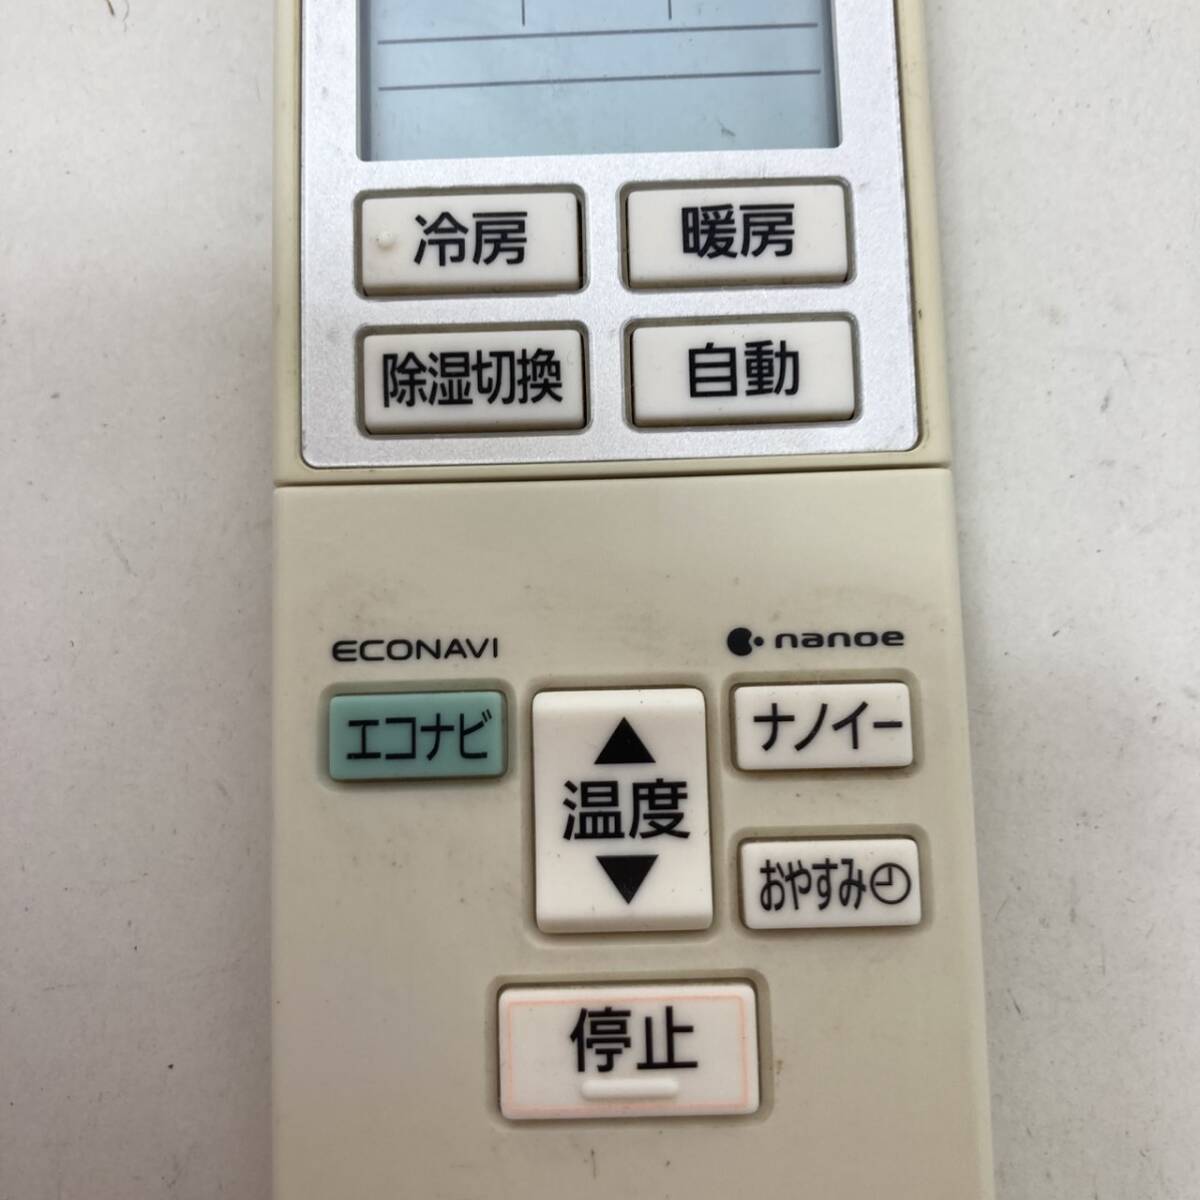 冷房
暖房
除湿切換
自動
ECONAVI
nanoe
エコナビ
▲
温度
▼
ナノイー
おやすみ
停止